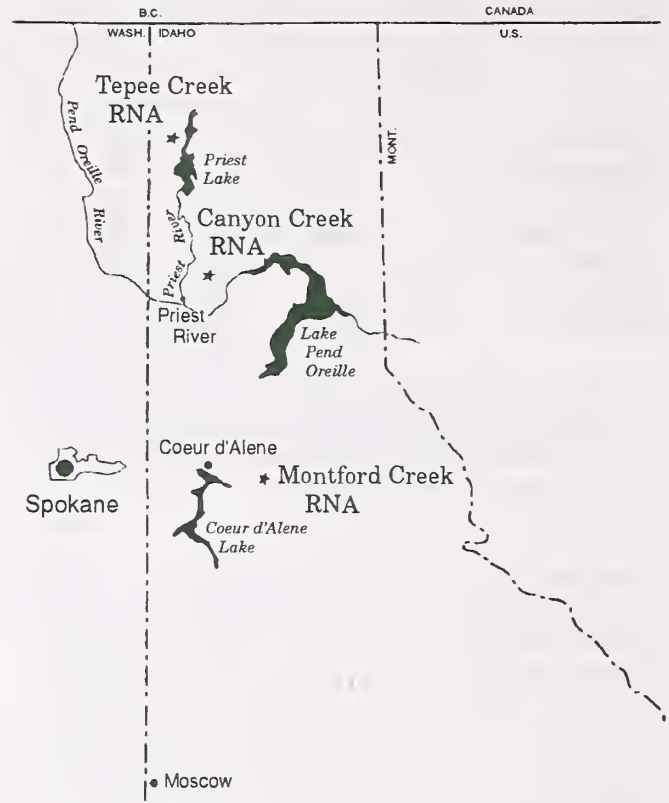 B.C.
CANADA
WASH.
IDAHO
U.S.
MONT.
Tepee Creek
RNA
Pend Oreille River
Priest
Lake
Priest River
Canyon Creek
RNA
Priest
River
Lake
Pend
Oreille
Coeur d'Alene
Montford Creek
RNA
Spokane
Coeur d'Alene
Lake
Moscow